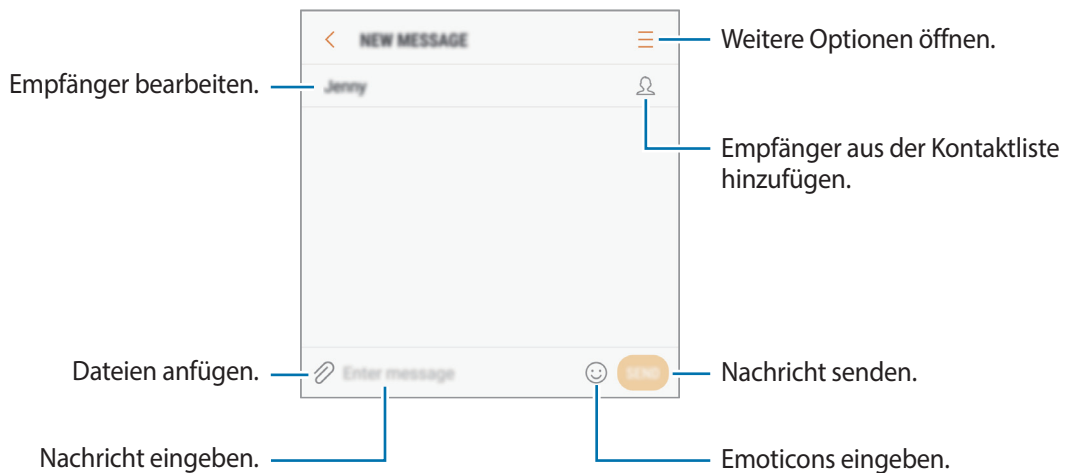 NEW MESSAGE
Weitere Optionen öffnen.
Empfänger bearbeiten.
Jenny
Empfänger aus der Kontaktliste
hinzufügen.
Dateien anfügen.
Enter message
SEND
Nachricht senden.
Nachricht eingeben.
Emoticons eingeben.